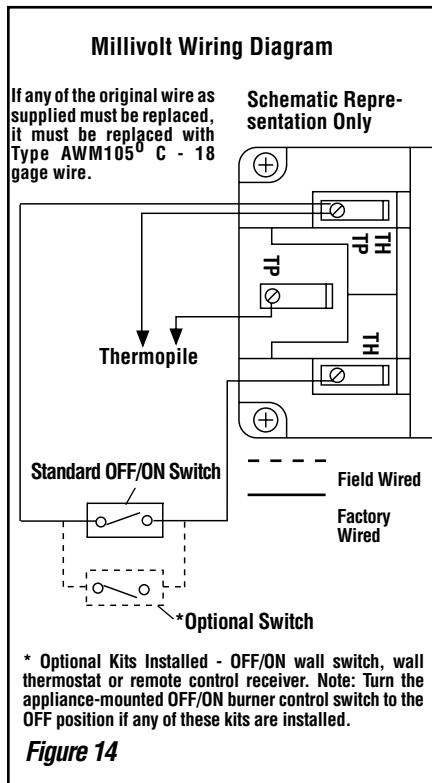 Millivolt Wiring Diagram
If any of the original wire as
supplied must be replaced,
it must be replaced with
Type AWM105⁰ C - 18
gage wire.
Schematic Repre-
sentation Only
TH
TP
TP
Thermopile
TH
Standard OFF/ON Switch
Field Wired
Factory
Wired
*Optional Switch
* Optional Kits Installed - OFF/ON wall switch, wall
thermostat or remote control receiver. Note: Turn the
appliance-mounted OFF/ON burner control switch to the
OFF position if any of these kits are installed.
Figure 14